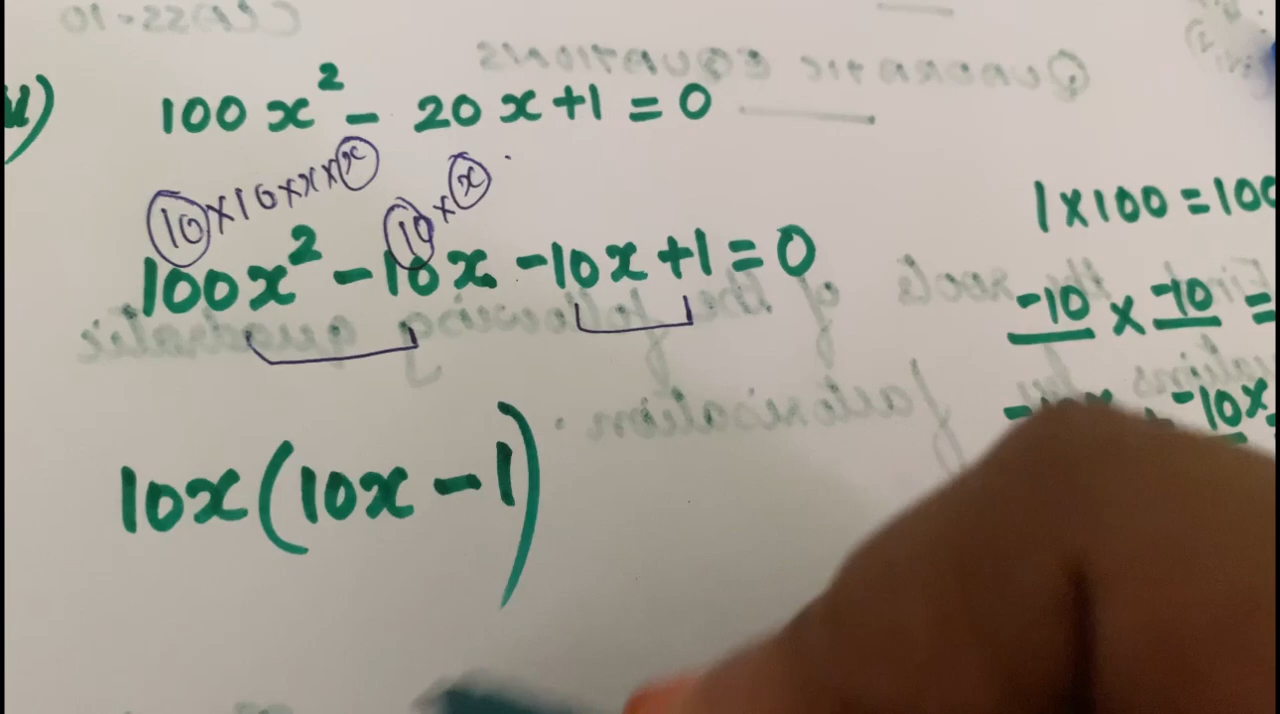 100x² - 20x + 1 = 0
10 × 10 × x × x 10 × x
100x² - 10x - 10x + 1 = 0
10x(10x - 1)
1 × 100 = 100
-10 × -10 =
-10x